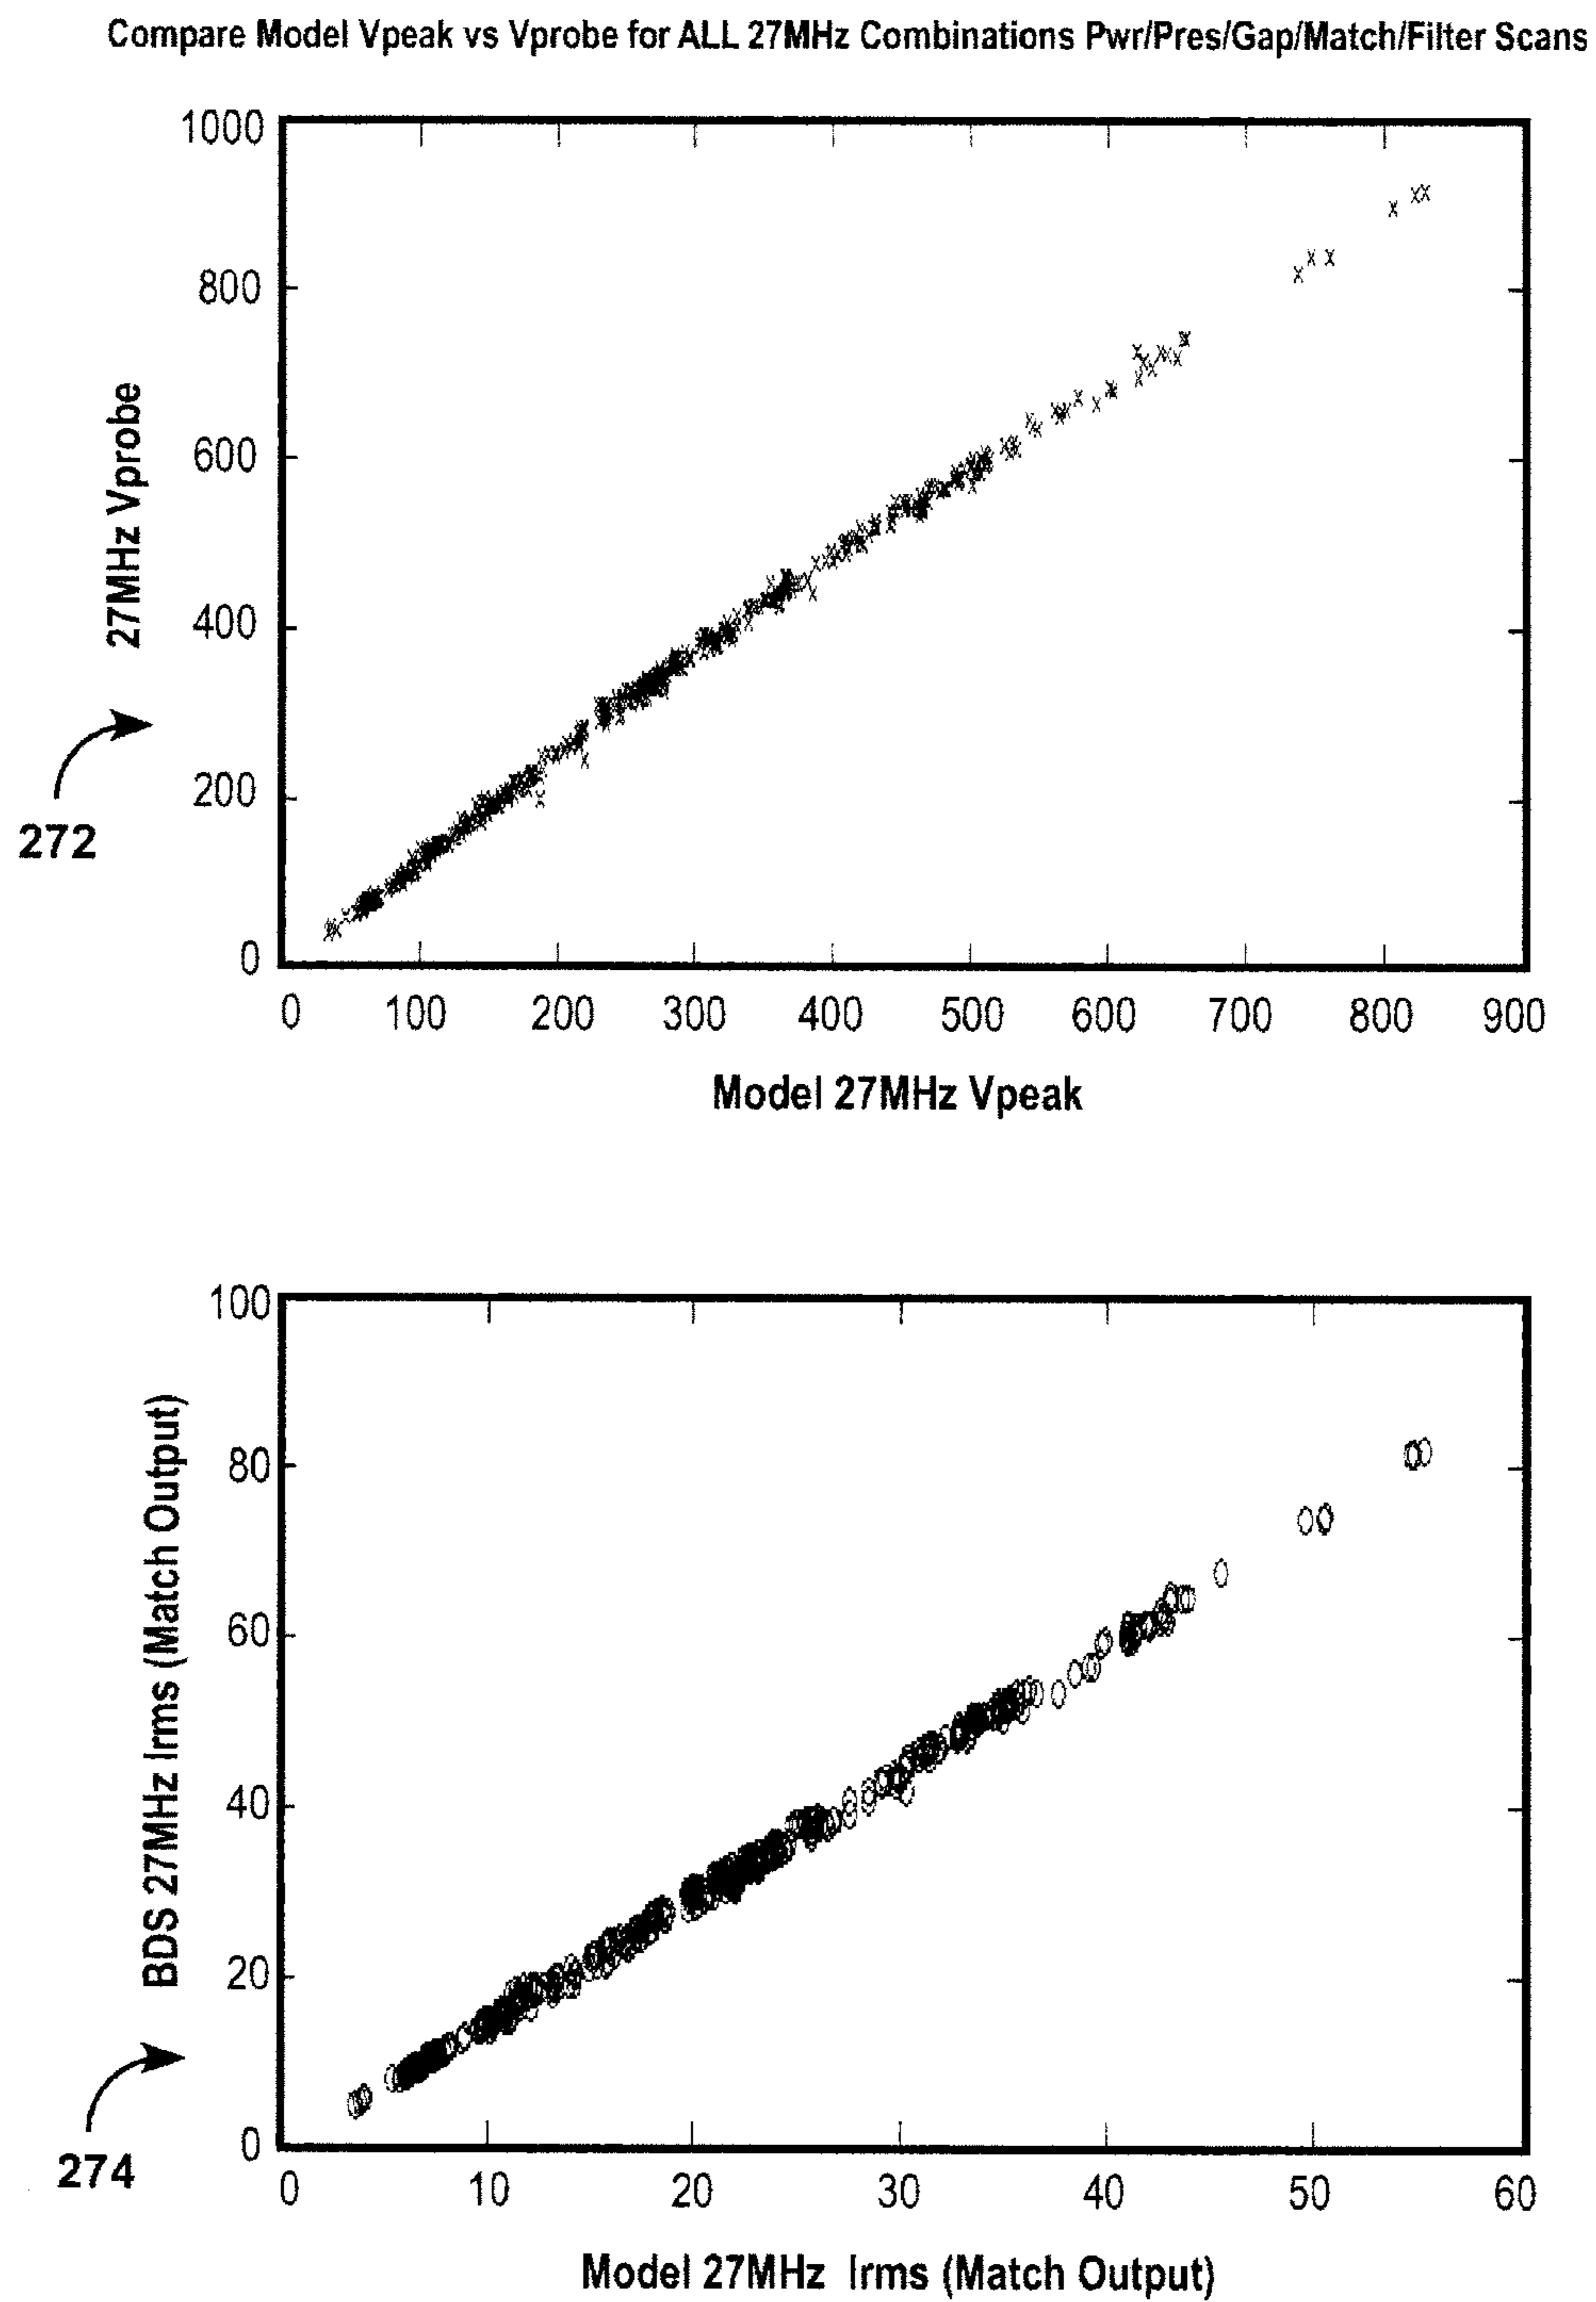 Compare Model Vpeak vs Vprobe for ALL 27MHz Combinations Pwr/Pres/Gap/Match/Filter Scans
1000
800
600
400
200
0
27MHz Vprobe
272
0 100 200 300 400 500 600 700 800 900
Model 27MHz Vpeak
100
80
60
40
20
0
BDS 27MHz Irms (Match Output)
274
0 10 20 30 40 50 60
Model 27MHz Irms (Match Output)